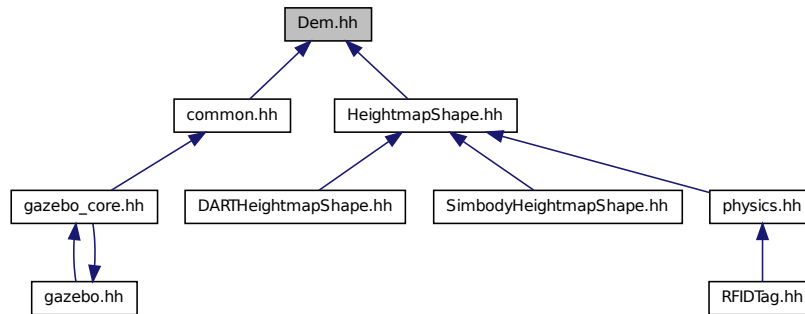 Dem.hh
common.hh
HeightmapShape.hh
gazebo_core.hh
DARTHeightmapShape.hh
SimbodyHeightmapShape.hh
physics.hh
gazebo.hh
RFIDTag.hh